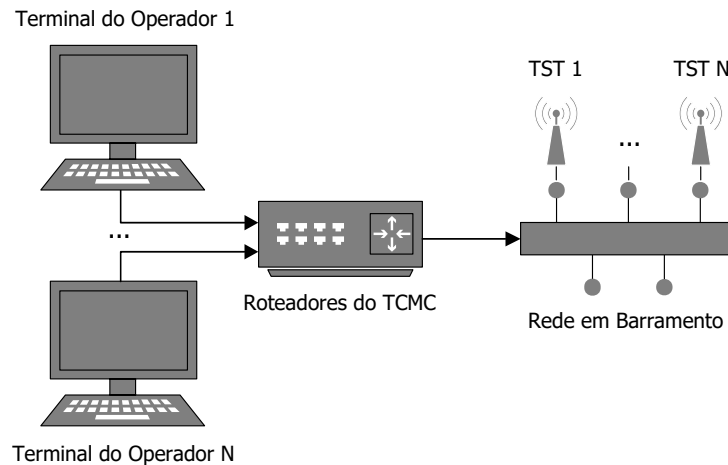 Terminal do Operador 1
TST 1
TST N
...
...
Roteadores do TCMC
Rede em Barramento
Terminal do Operador N